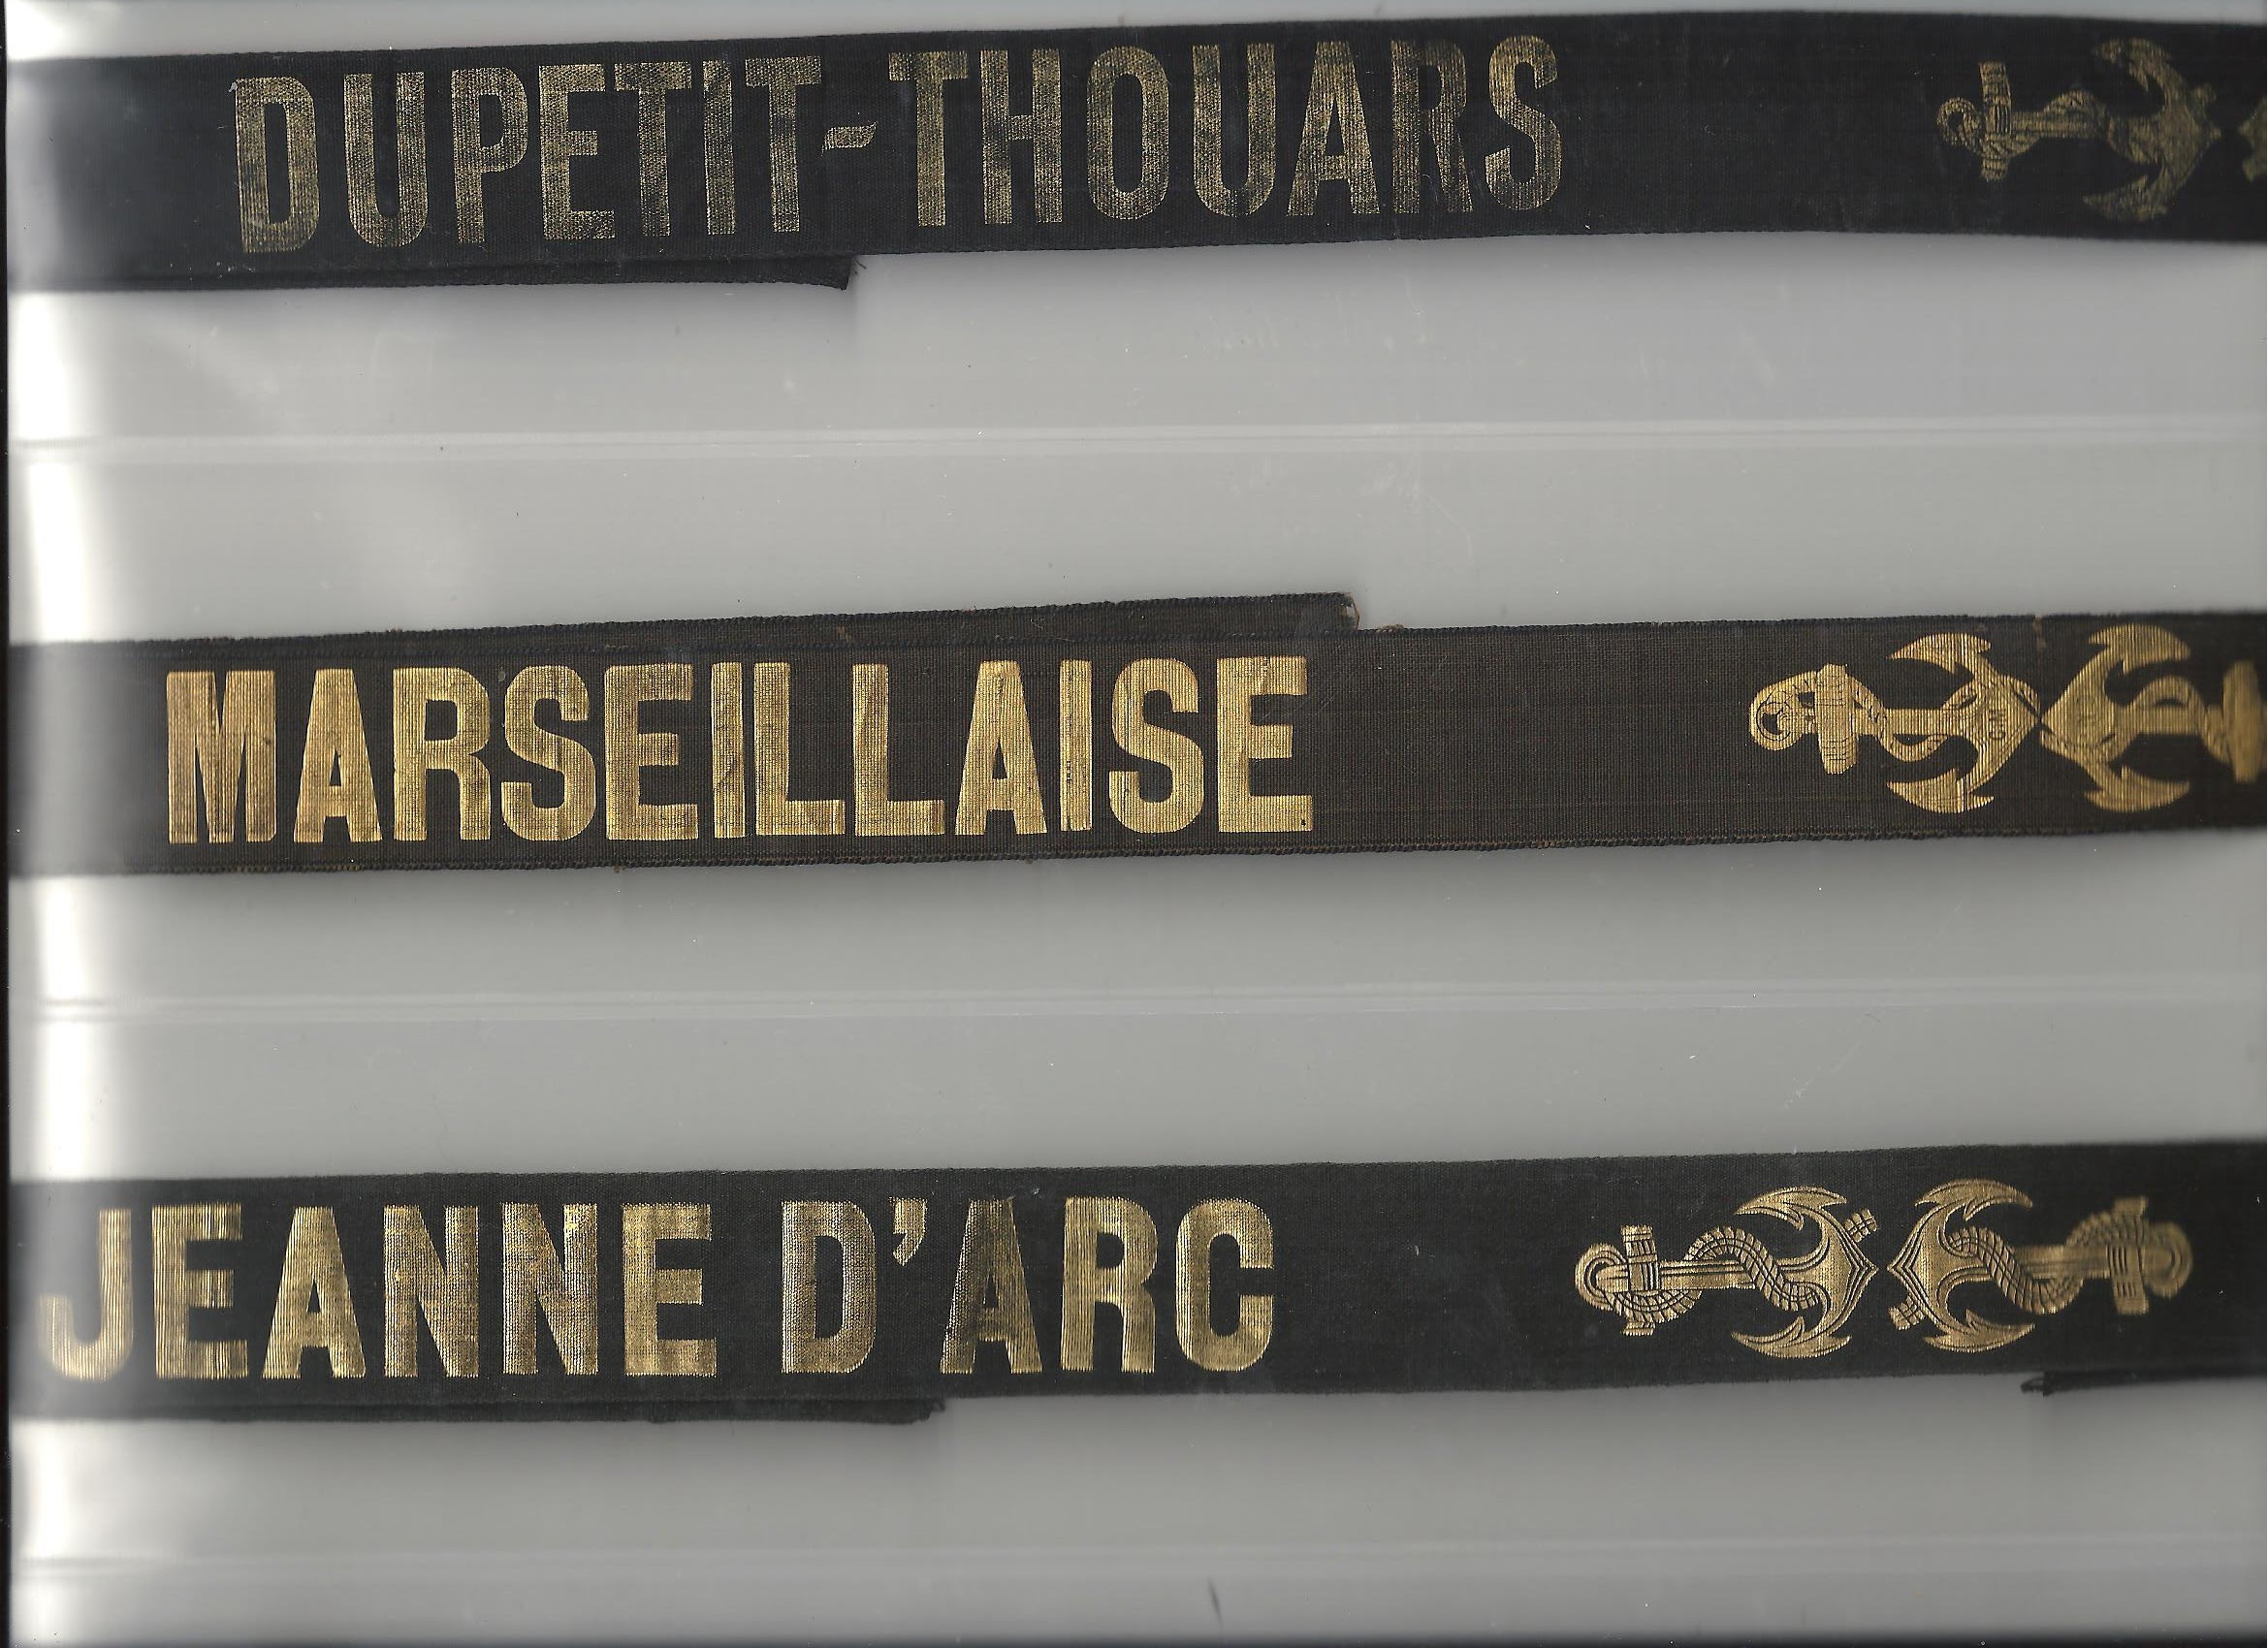 DUPETIT-THOUARS
MARSEILLAISE
JEANNE D'ARC